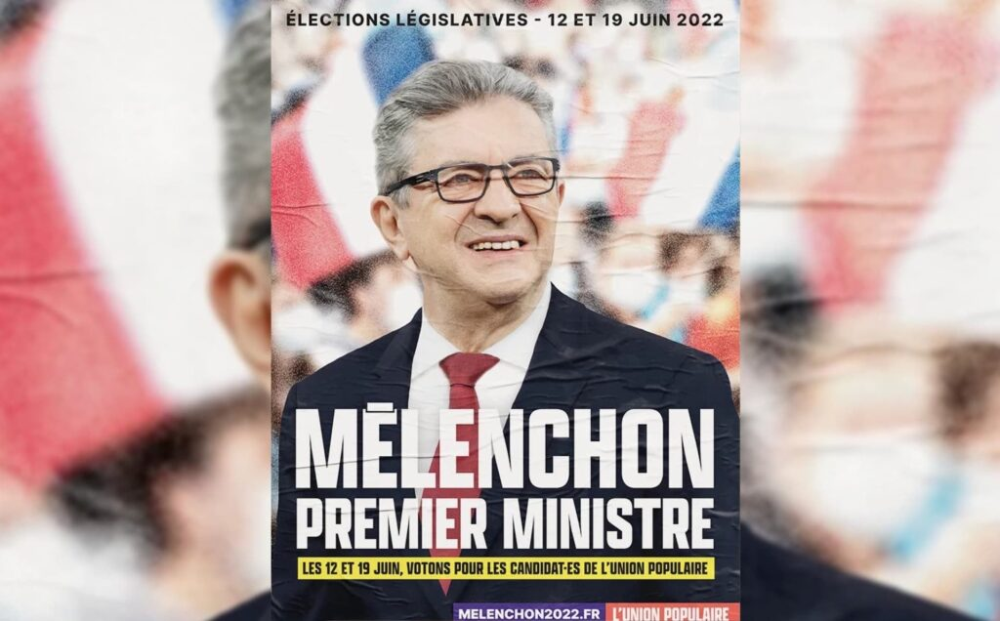 ÉLECTIONS LÉGISLATIVES - 12 ET 19 JUIN 2022
MÉLENCHON
PREMIER MINISTRE
LES 12 ET 19 JUIN, VOTONS POUR LES CANDIDAT·ES DE L'UNION POPULAIRE
MELENCHON2022.FR L'UNION POPULAIRE